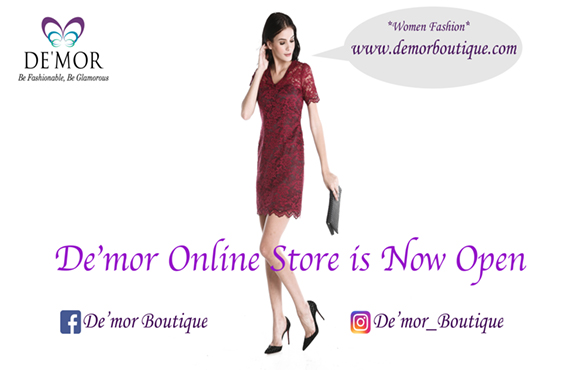 DE'MOR
Be Fashionable, Be Glamorous
*Women Fashion*
www.demorboutique.com
De'mor Online Store is Now Open
De'mor Boutique
De'mor_Boutique